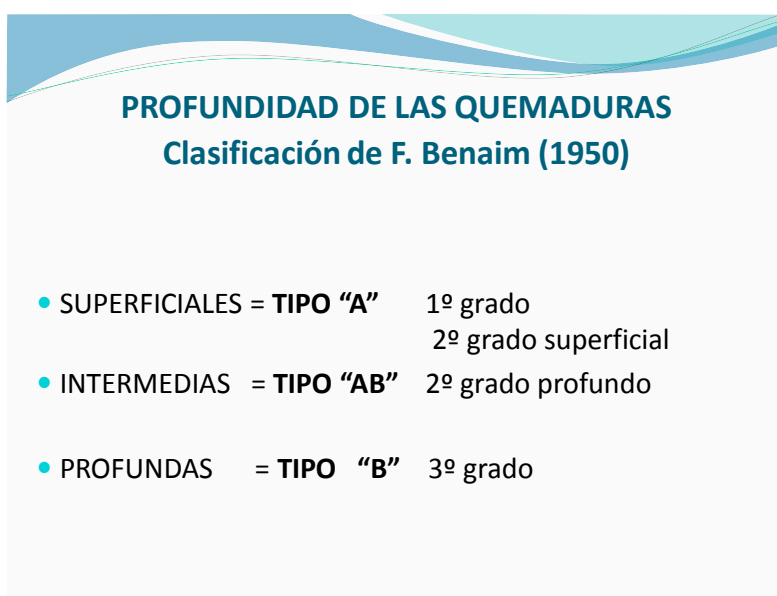 PROFUNDIDAD DE LAS QUEMADURAS
Clasificación de F. Benaim (1950)
• SUPERFICIALES = TIPO “A” 1º grado
2º grado superficial
• INTERMEDIAS = TIPO “AB” 2º grado profundo
• PROFUNDAS = TIPO “B” 3º grado